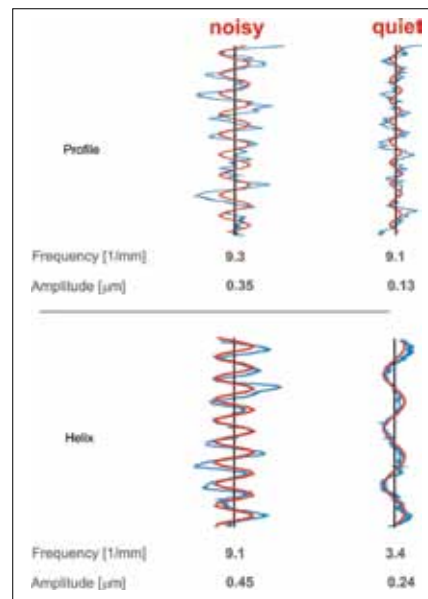 noisy quiet
Profile
Frequency [1/mm] 9.3 9.1
Amplitude [µm] 0.35 0.13
Helix
Frequency [1/mm] 9.1 3.4
Amplitude [µm] 0.45 0.24